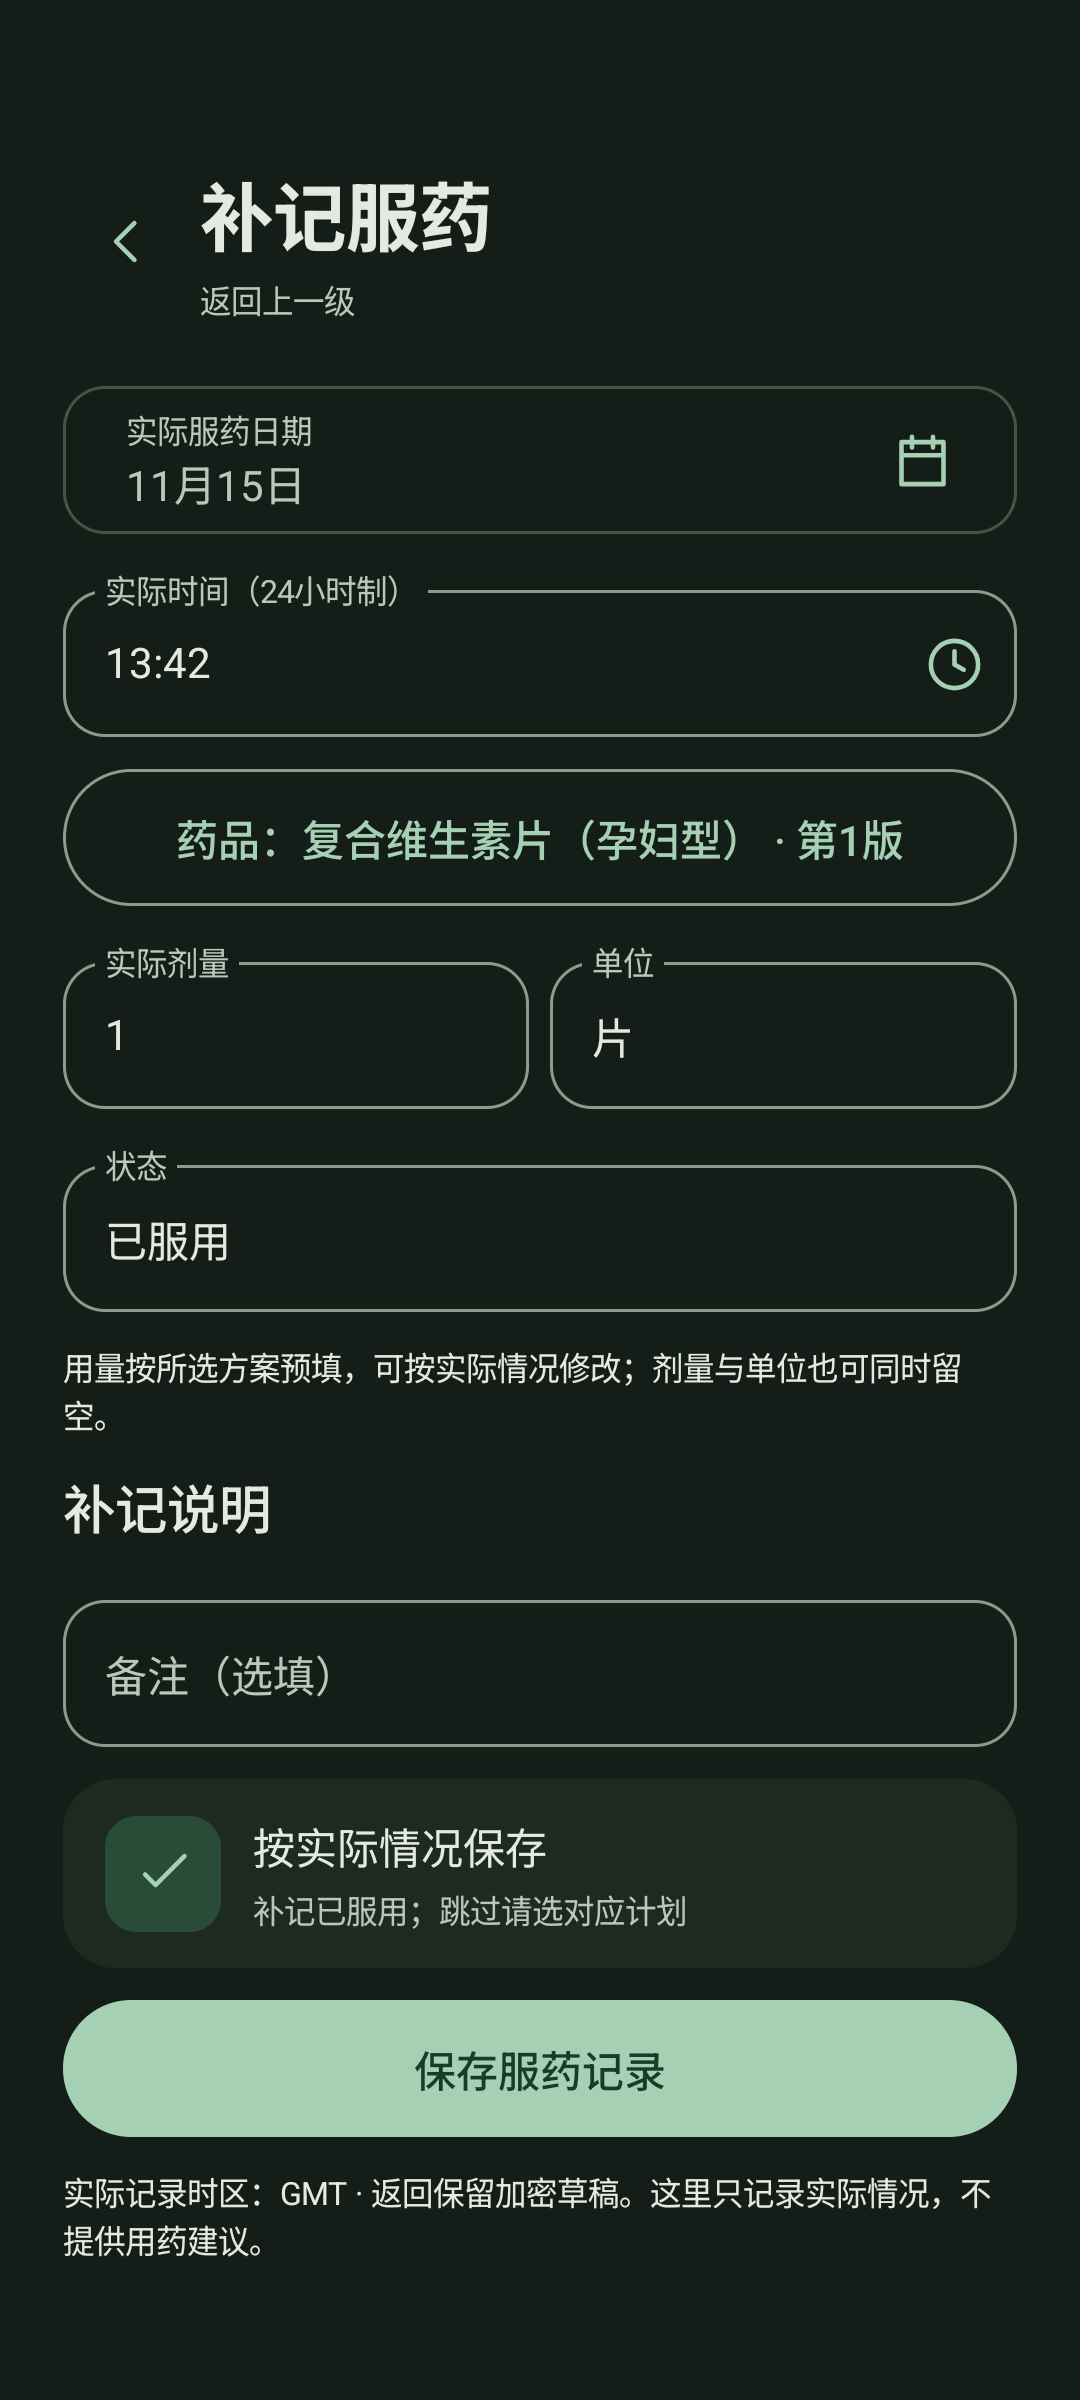 补记服药
返回上一级
实际服药日期
11月15日
实际时间（24小时制）
13:42
药品：复合维生素片（孕妇型） · 第1版
实际剂量
1
单位
片
状态
已服用
用量按所选方案预填，可按实际情况修改；剂量与单位也可同时留
空。
补记说明
备注（选填）
按实际情况保存
补记已服用；跳过请选对应计划
保存服药记录
实际记录时区：GMT · 返回保留加密草稿。这里只记录实际情况，不
提供用药建议。